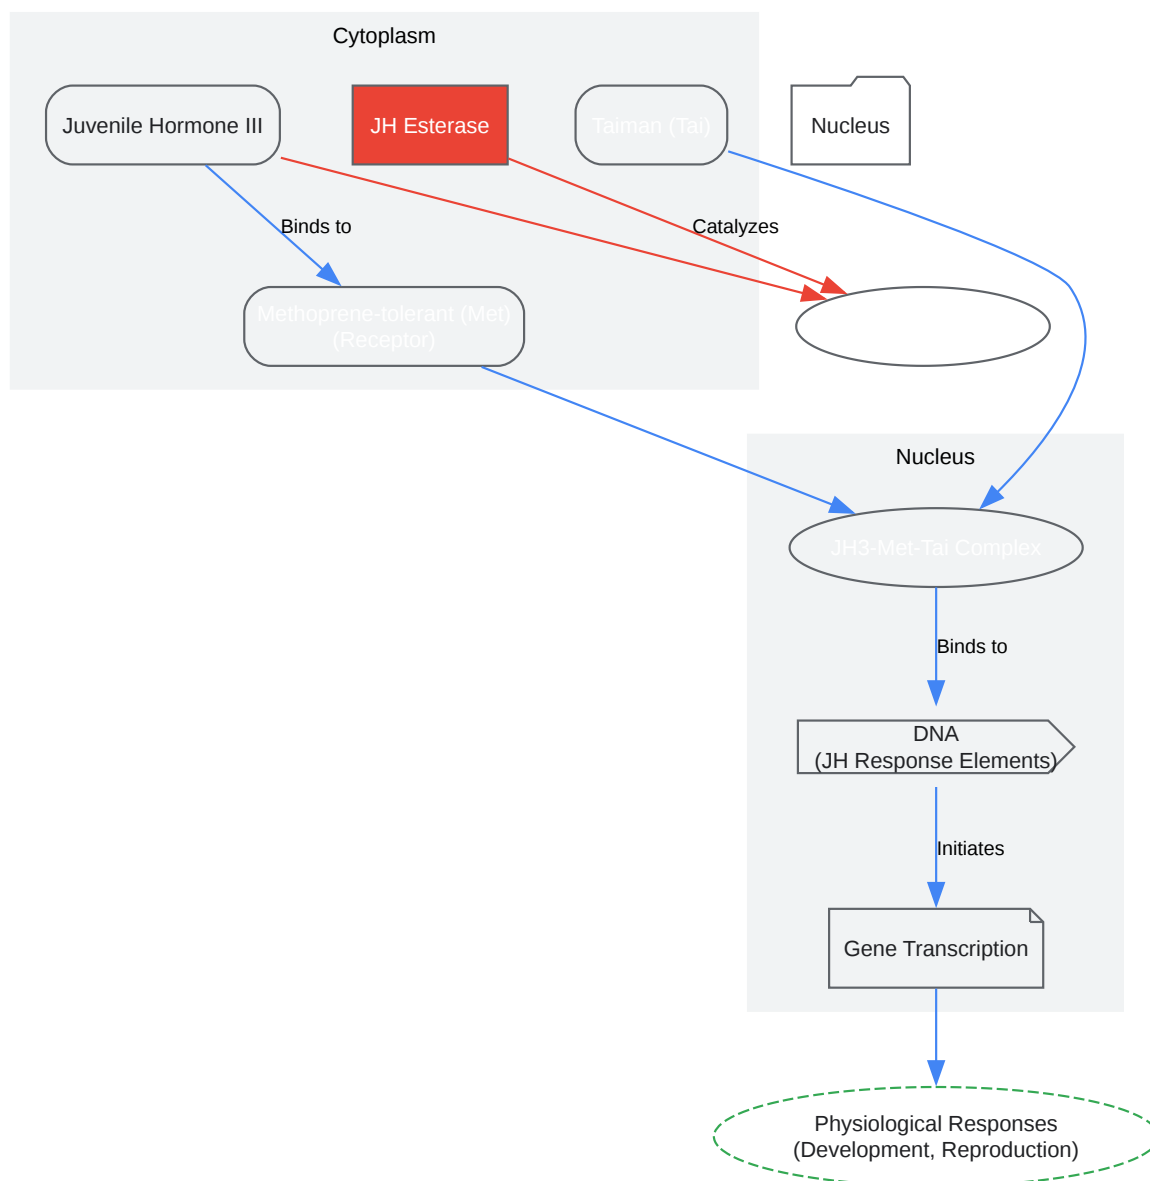 Cytoplasm
Juvenile Hormone III
JH Esterase
Taiman (Tai)
Nucleus
Binds to
Catalyzes
Methoprene-tolerant (Met)
(Receptor)
Nucleus
JH3-Met-Tai Complex
Binds to
DNA
(JH Response Elements)
Initiates
Gene Transcription
Physiological Responses
(Development, Reproduction)